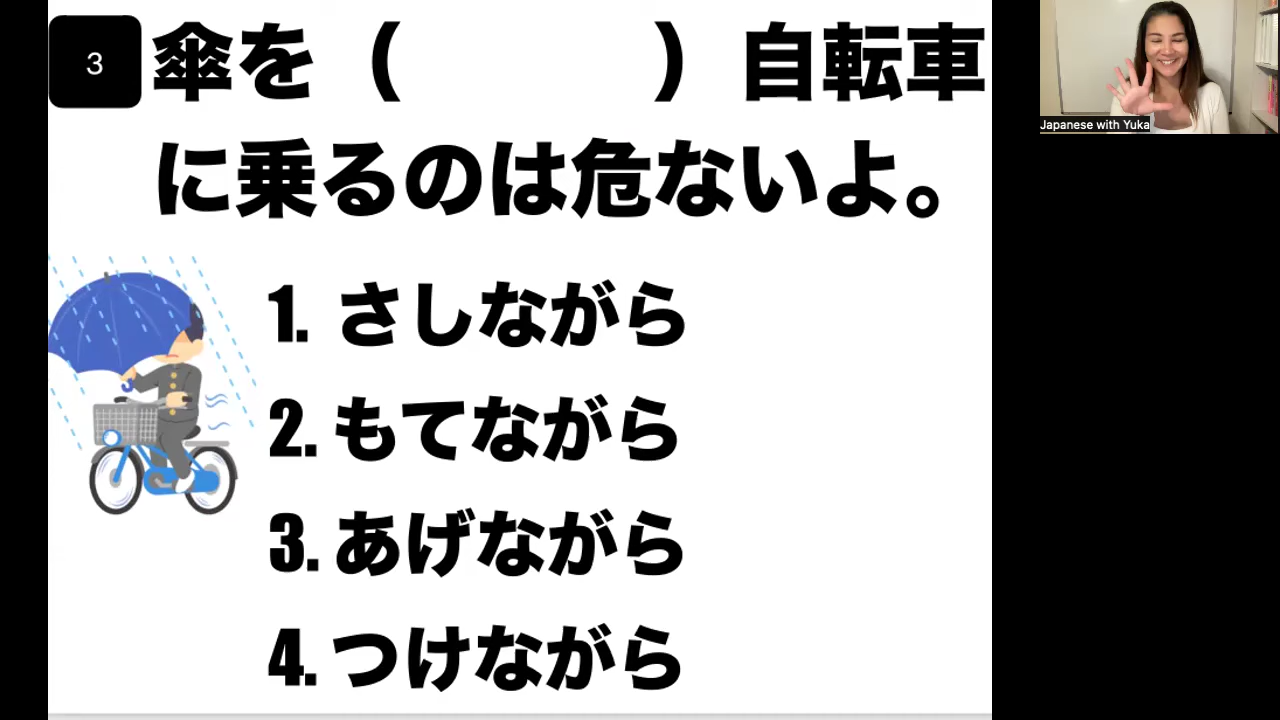 3 傘を（　　　）自転車
に乗るのは危ないよ。
1. さしながら
2. もてながら
3. あげながら
4. つけながら
Japanese with Yuka